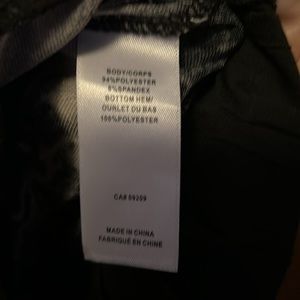 BODY/CORPS
94%POLYESTER
6%SPANDEX
BOTTOM HEM/
OURLET DU BAS
100%POLYESTER
CA# 59209
MADE IN CHINA
FABRIQUÉ EN CHINE